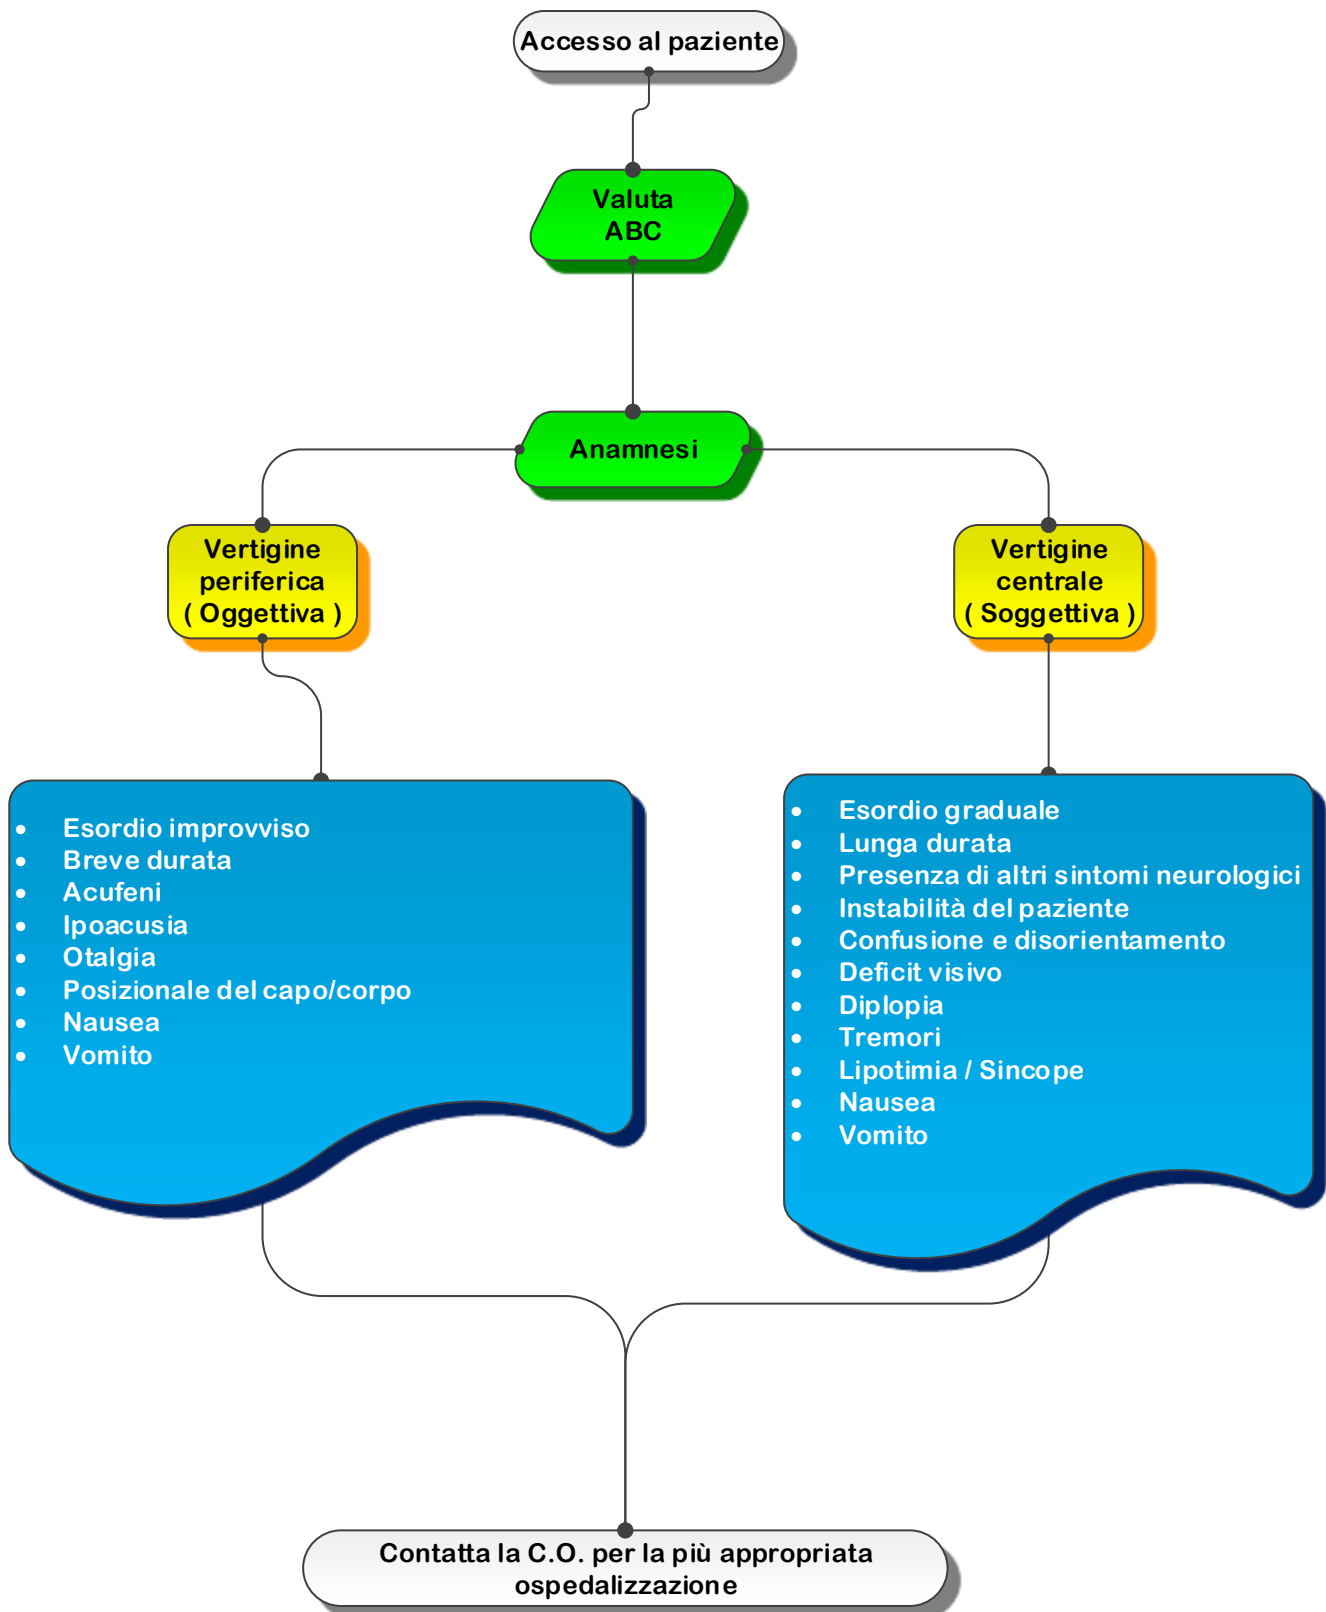 Accesso al paziente
Valuta
ABC
Anamnesi
Vertigine
periferica
( Oggettiva )
Vertigine
centrale
( Soggettiva )
• Esordio improvviso
• Breve durata
• Acufeni
• Ipoacusia
• Otalgia
• Posizionale del capo/corpo
• Nausea
• Vomito
• Esordio graduale
• Lunga durata
• Presenza di altri sintomi neurologici
• Instabilità del paziente
• Confusione e disorientamento
• Deficit visivo
• Diplopia
• Tremori
• Lipotimia / Sincope
• Nausea
• Vomito
Contatta la C.O. per la più appropriata
ospedalizzazione